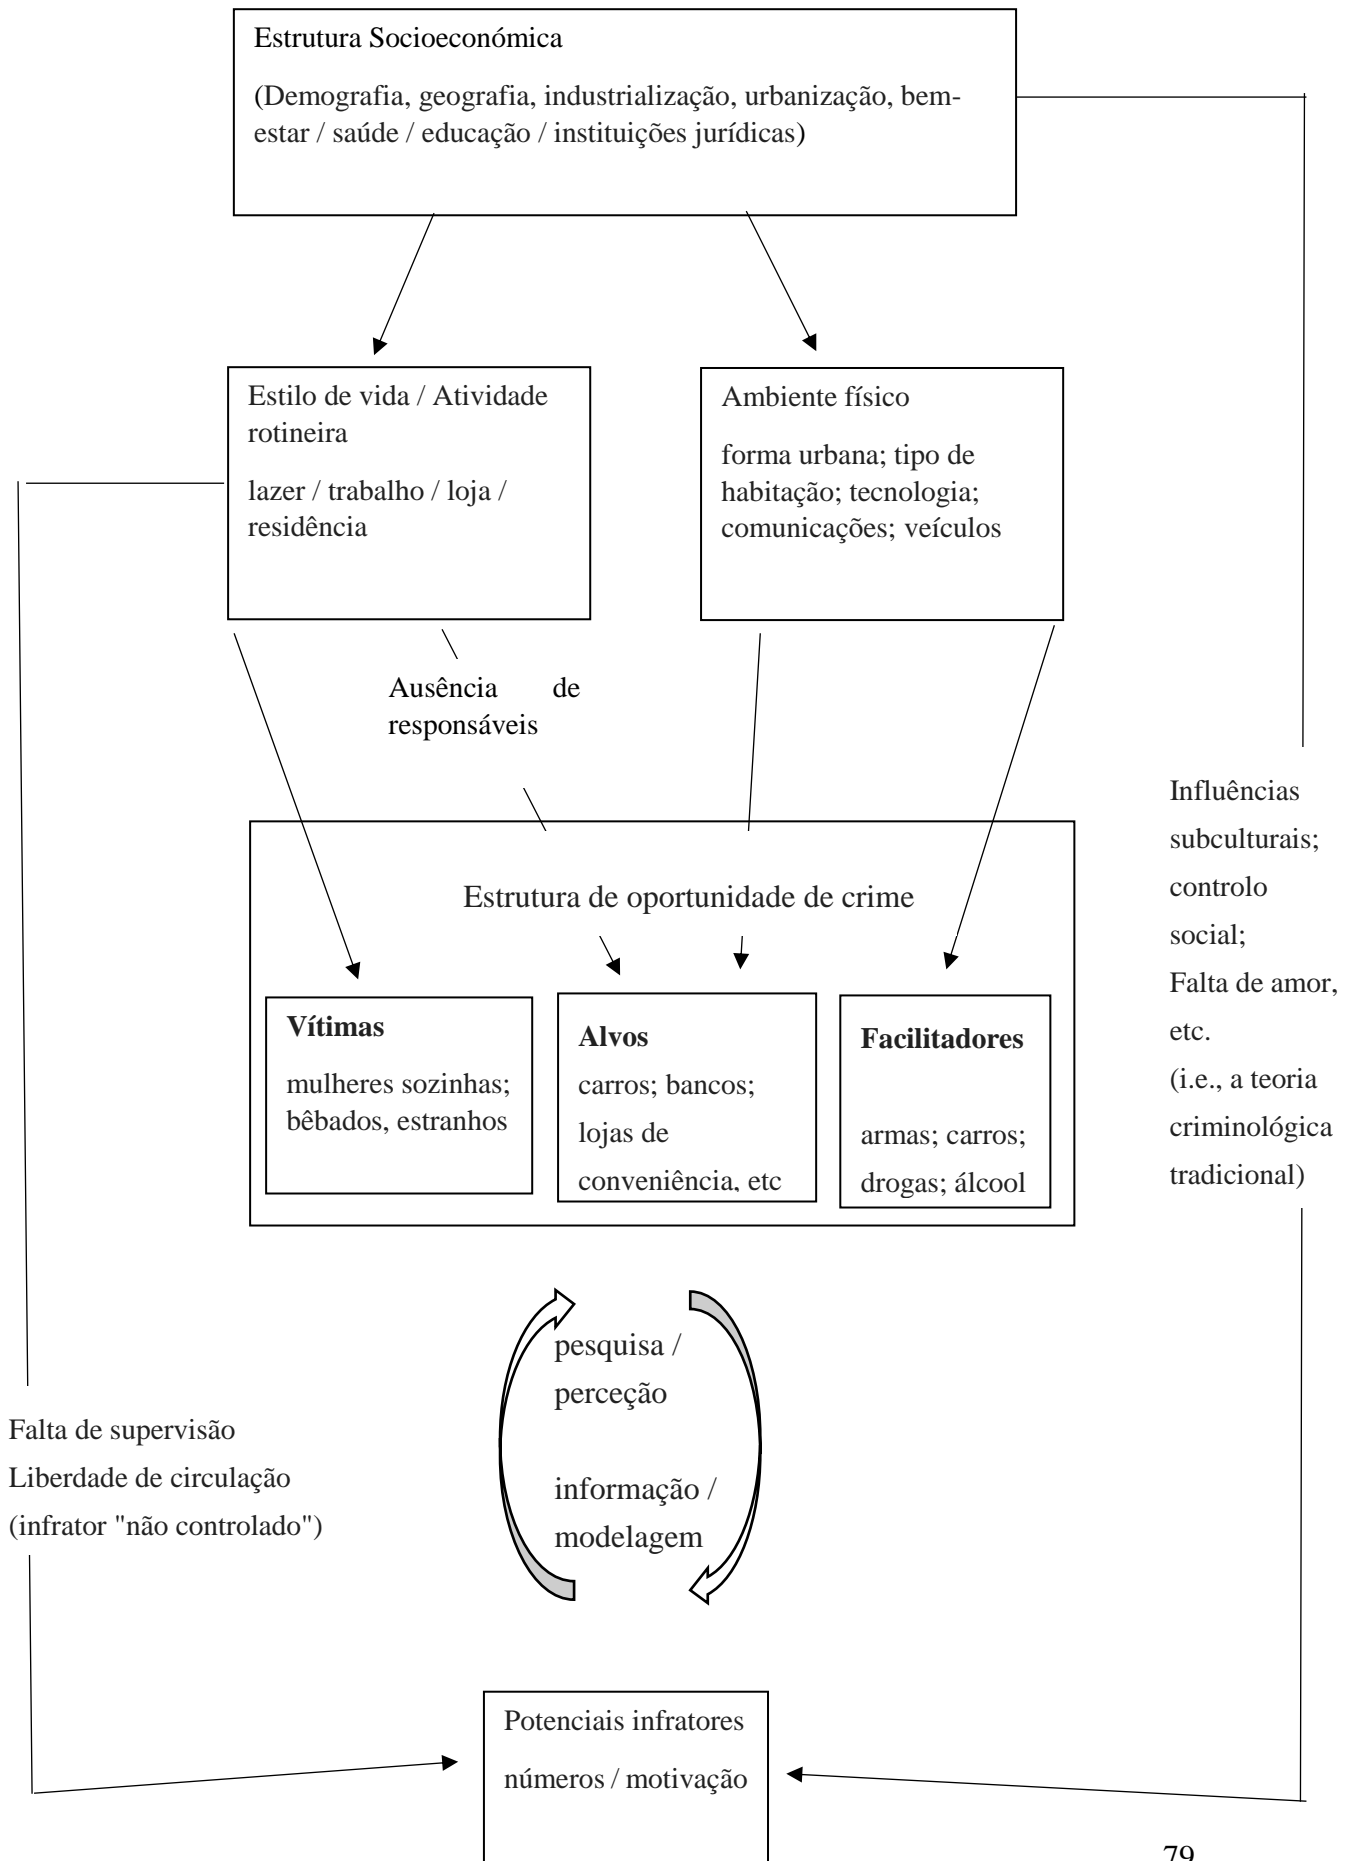 Estrutura Socioeconómica
(Demografia, geografia, industrialização, urbanização, bem-
estar / saúde / educação / instituições jurídicas)
Estilo de vida / Atividade
rotineira
lazer / trabalho / loja /
residência
Ambiente físico
forma urbana; tipo de
habitação; tecnologia;
comunicações; veículos
Ausência de
responsáveis
Influências
subculturais;
controlo
social;
Falta de amor,
etc.
(i.e., a teoria
criminológica
tradicional)
Estrutura de oportunidade de crime
Vítimas
mulheres sozinhas;
bêbados, estranhos
Alvos
carros; bancos;
lojas de
conveniência, etc
Facilitadores
armas; carros;
drogas; álcool
pesquisa /
perceção
informação /
modelagem
Falta de supervisão
Liberdade de circulação
(infrator "não controlado")
Potenciais infratores
números / motivação
79